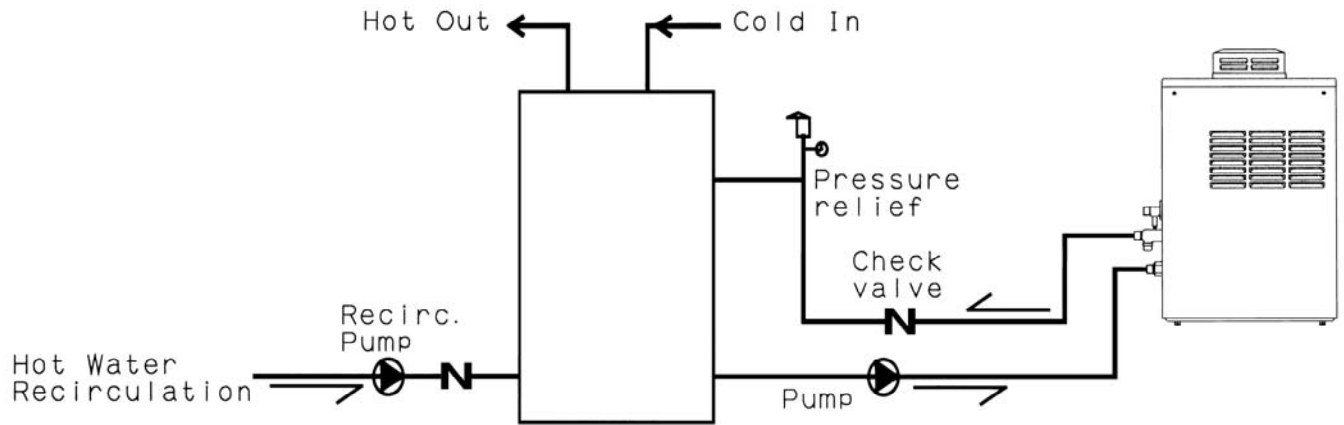 Hot Out
Cold In
Pressure
relief
Check
valve
Recirc.
Pump
Hot Water
Recirculation
Pump